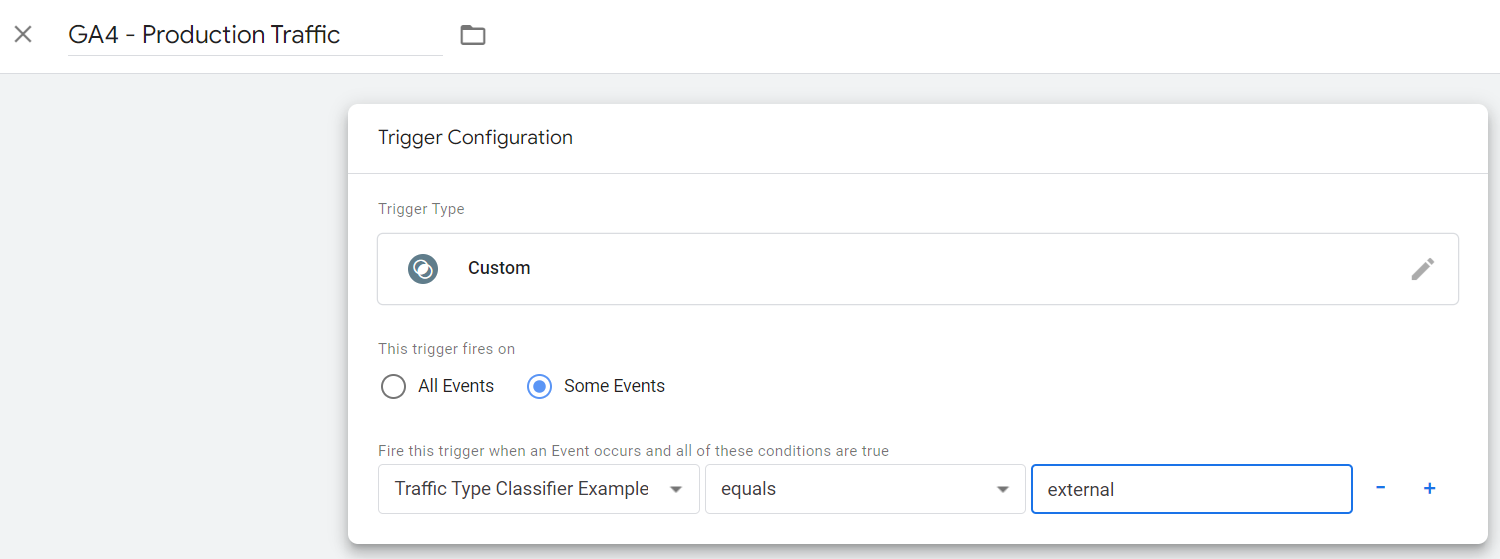 GA4 - Production Traffic
Trigger Configuration
Trigger Type
Custom
This trigger fires on
All Events Some Events
Fire this trigger when an Event occurs and all of these conditions are true
Traffic Type Classifier Example equals external - +